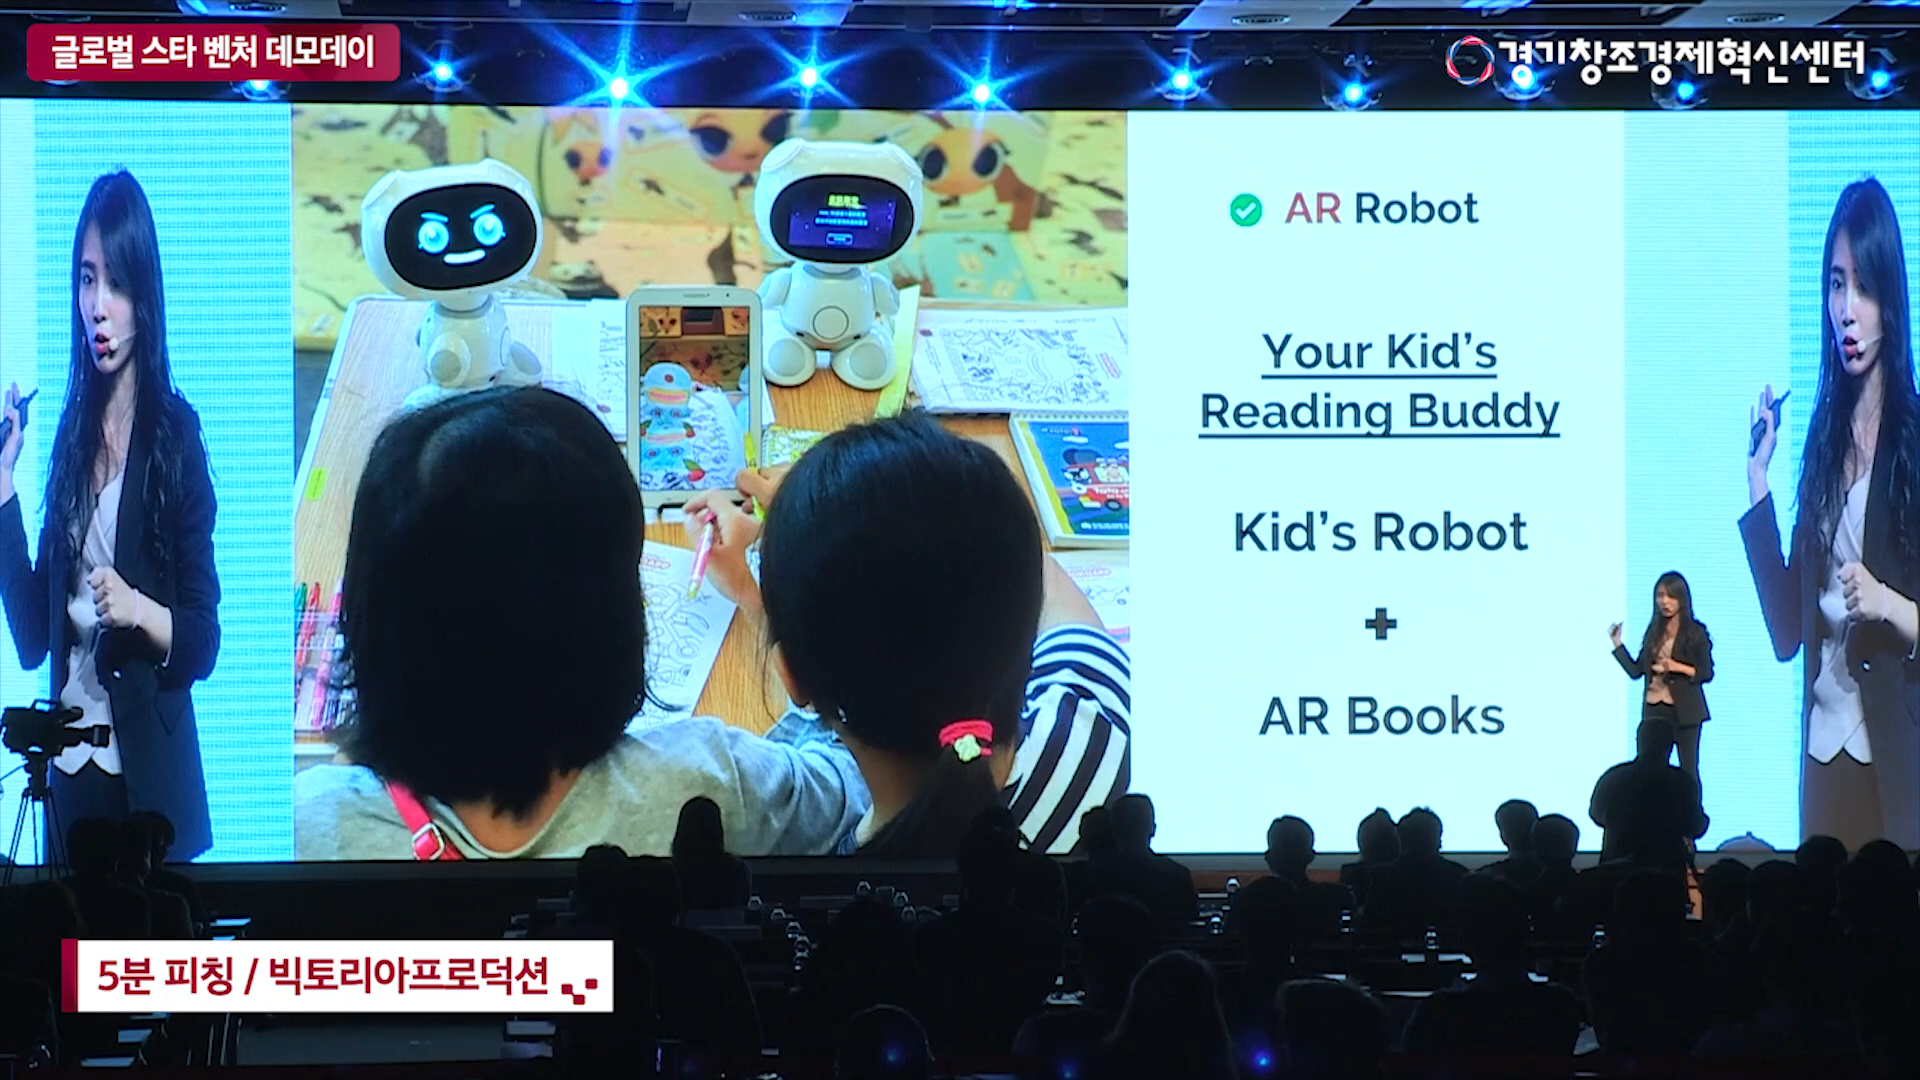 글로벌 스타 벤처 데모데이
경기창조경제혁신센터
AR Robot
Your Kid's
Reading Buddy
Kid's Robot
+
AR Books
5분 피칭 / 빅토리아프로덕션